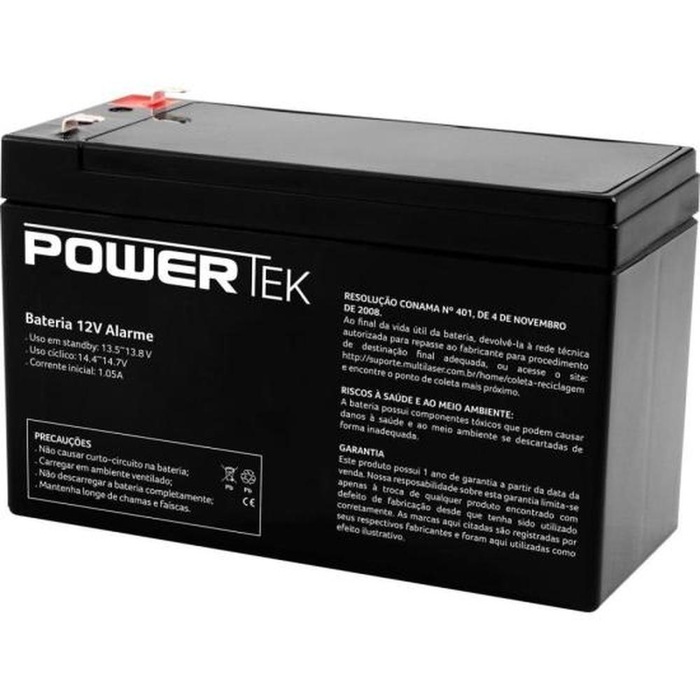 POWERTEK
Bateria 12V Alarme
. Uso em standby: 13.5~13.8 V
. Uso cíclico: 14.4~14.7V
. Corrente inicial: 1.05A
PRECAUÇÕES
. Não causar curto-circuito na bateria;
. Carregar em ambiente ventilado;
. Não descarregar a bateria completamente;
. Mantenha longe de chamas e faíscas.
Pb
Pb
CE
RESOLUÇÃO CONAMA Nº 401, DE 4 DE NOVEMBRO
DE 2008.
Ao final da vida útil da bateria, devolvê-la à rede técnica
autorizada para repasse ao fabricante para procedimento
de destinação final adequada, ou acesse o site:
http://suporte.multilaser.com.br/home/coleta-reciclagem
e encontre o ponto de coleta mais próximo.
RISCOS À SAÚDE E AO MEIO AMBIENTE:
A bateria possui componentes tóxicos que podem causar
danos à saúde e ao meio ambiente se descartadas de
forma inadequada.
GARANTIA
Este produto possui 1 ano de garantia a partir da data da
venda. Nossa responsabilidade sobre esta garantia limita-se
à troca de qualquer produto encontrado com
defeito de fabricação desde que tenha sido utilizado
corretamente. As marcas aqui citadas são registradas por
seus respectivos fabricantes e foram aqui utilizadas como
efeito ilustrativo.